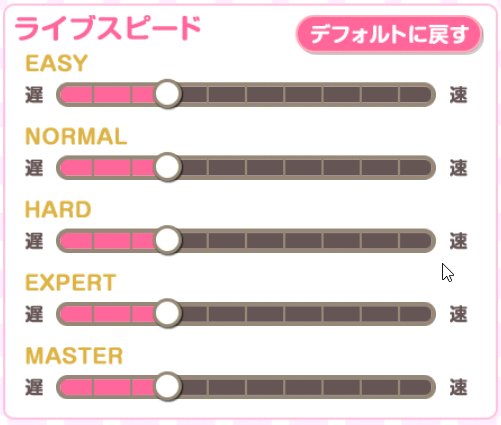 ライブスピード
デフォルトに戻す
EASY
遅 速
NORMAL
遅 速
HARD
遅 速
EXPERT
遅 速
MASTER
遅 速